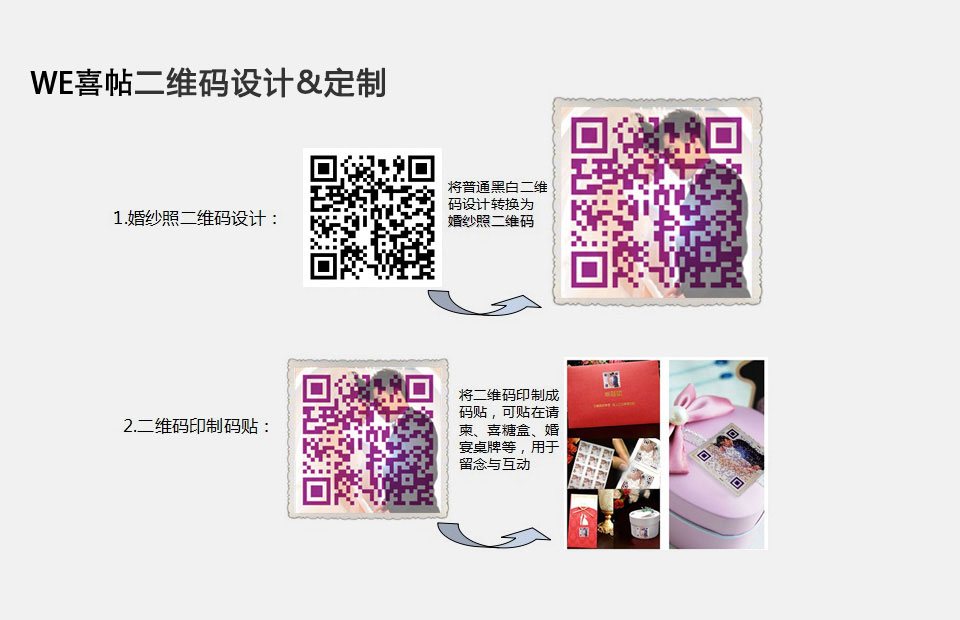 WE喜帖二维码设计&定制
1.婚纱照二维码设计：
将普通黑白二维
码设计转换为
婚纱照二维码
2.二维码印制码贴：
将二维码印制成
码贴，可贴在请
柬、喜糖盒、婚
宴桌牌等，用于
留念与互动